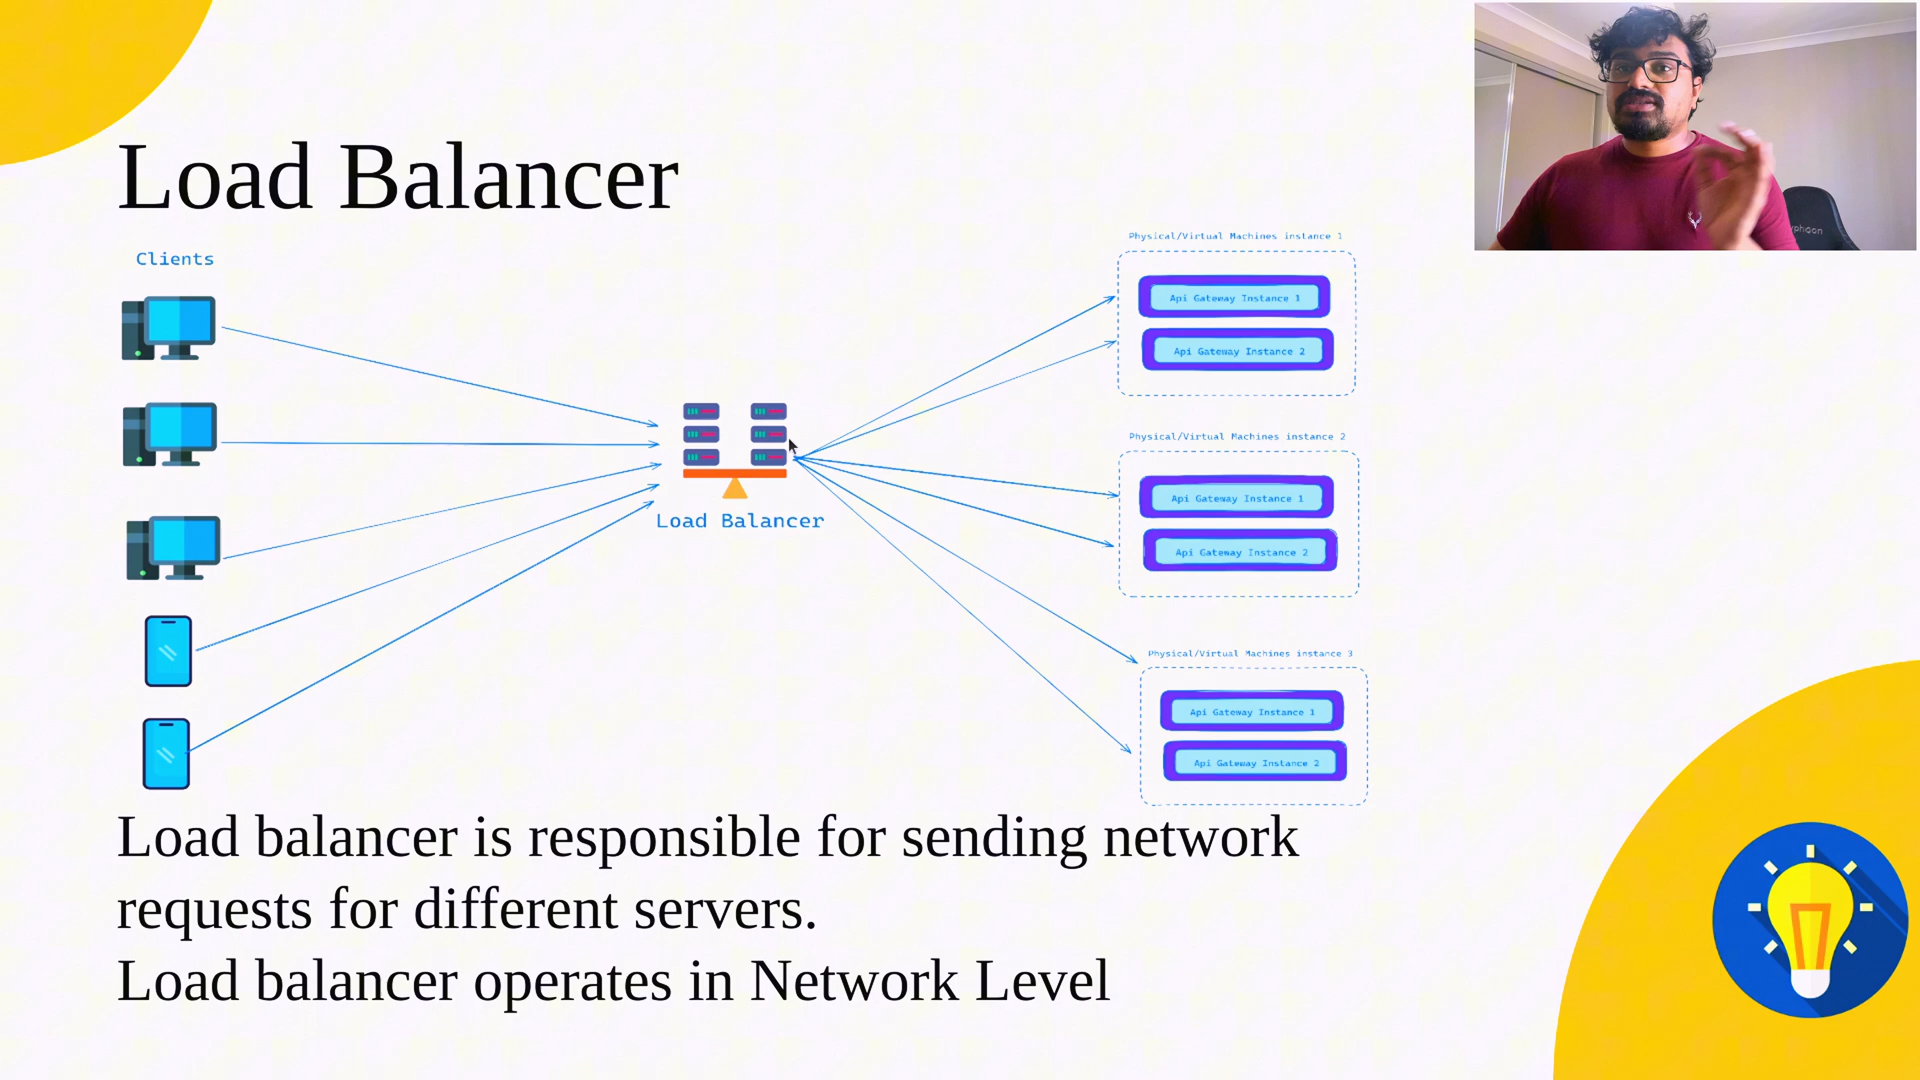 Load Balancer
Clients
Physical/Virtual Machines instance 1
Api Gateway Instance 1
Api Gateway Instance 2
Physical/Virtual Machines instance 2
Api Gateway Instance 1
Api Gateway Instance 2
Load Balancer
Physical/Virtual Machines instance 3
Api Gateway Instance 1
Api Gateway Instance 2
Load balancer is responsible for sending network
requests for different servers.
Load balancer operates in Network Level